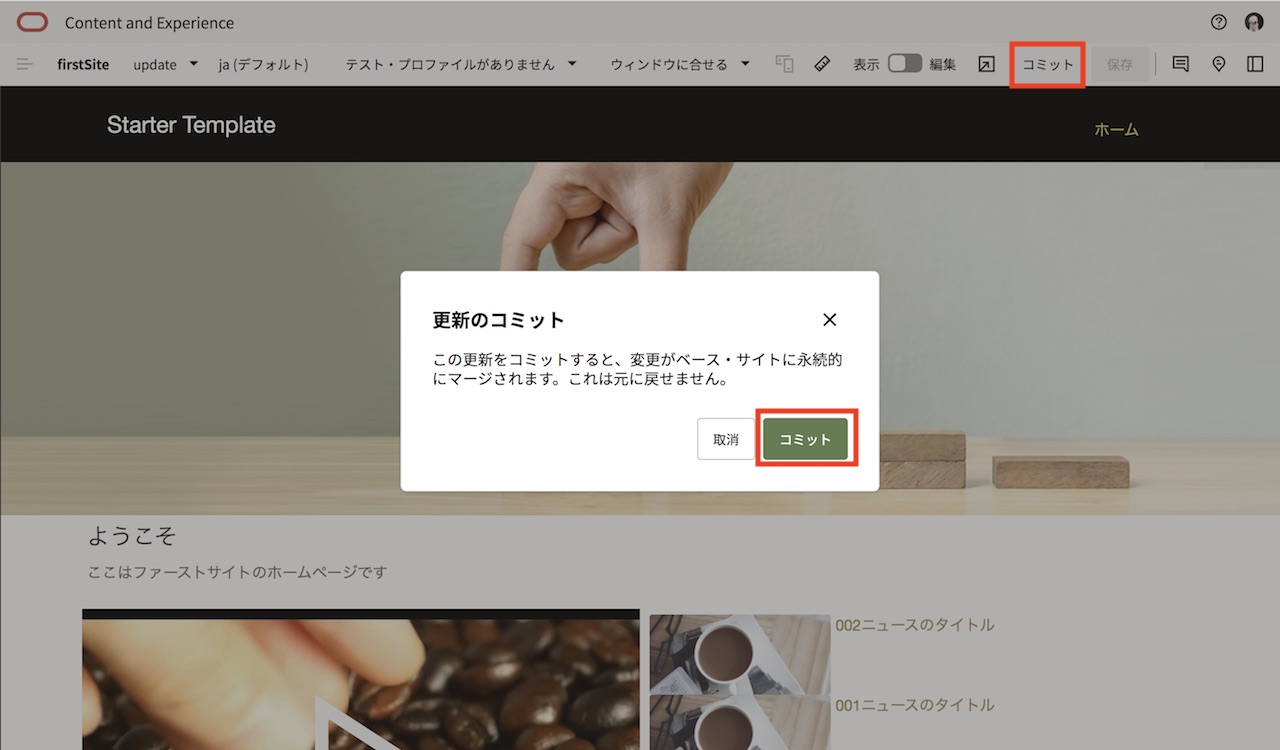 Content and Experience
firstSite update ja (デフォルト) テスト・プロファイルがありません ウィンドウに合せる 表示 編集 コミット 保存
Starter Template
ホーム
更新のコミット
この更新をコミットすると、変更がベース・サイトに永続的
にマージされます。これは元に戻せません。
取消 コミット
ようこそ
ここはファーストサイトのホームページです
002ニュースのタイトル
001ニュースのタイトル